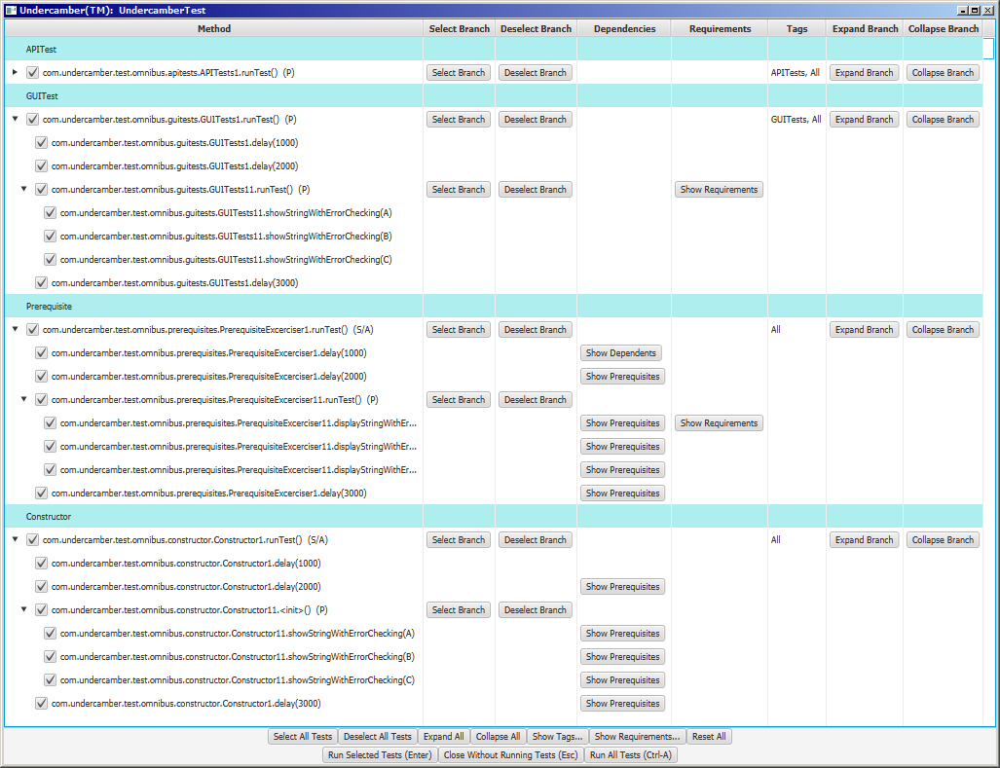 Undercamber(TM): UndercamberTest
Method Select Branch Deselect Branch Dependencies Requirements Tags Expand Branch Collapse Branch
APITest
com.undercamber.test.omnibus.apitests.APITests1.runTest() (P) Select Branch Deselect Branch APITests, All Expand Branch Collapse Branch
GUITest
com.undercamber.test.omnibus.guitests.GUITests1.runTest() (P) Select Branch Deselect Branch GUITests, All Expand Branch Collapse Branch
com.undercamber.test.omnibus.guitests.GUITests1.delay(1000)
com.undercamber.test.omnibus.guitests.GUITests1.delay(2000)
com.undercamber.test.omnibus.guitests.GUITests11.runTest() (P) Select Branch Deselect Branch Show Requirements
com.undercamber.test.omnibus.guitests.GUITests11.showStringWithErrorChecking(A)
com.undercamber.test.omnibus.guitests.GUITests11.showStringWithErrorChecking(B)
com.undercamber.test.omnibus.guitests.GUITests11.showStringWithErrorChecking(C)
com.undercamber.test.omnibus.guitests.GUITests1.delay(3000)
Prerequisite
com.undercamber.test.omnibus.prerequisites.PrerequisiteExcerciser1.runTest() (S/A) Select Branch Deselect Branch All Expand Branch Collapse Branch
com.undercamber.test.omnibus.prerequisites.PrerequisiteExcerciser1.delay(1000) Show Dependents
com.undercamber.test.omnibus.prerequisites.PrerequisiteExcerciser1.delay(2000) Show Prerequisites
com.undercamber.test.omnibus.prerequisites.PrerequisiteExcerciser11.runTest() (P) Select Branch Deselect Branch
com.undercamber.test.omnibus.prerequisites.PrerequisiteExcerciser11.displayStringWithEr... Show Prerequisites Show Requirements
com.undercamber.test.omnibus.prerequisites.PrerequisiteExcerciser11.displayStringWithEr... Show Prerequisites
com.undercamber.test.omnibus.prerequisites.PrerequisiteExcerciser11.displayStringWithEr... Show Prerequisites
com.undercamber.test.omnibus.prerequisites.PrerequisiteExcerciser1.delay(3000) Show Prerequisites
Constructor
com.undercamber.test.omnibus.constructor.Constructor1.runTest() (S/A) Select Branch Deselect Branch All Expand Branch Collapse Branch
com.undercamber.test.omnibus.constructor.Constructor1.delay(1000)
com.undercamber.test.omnibus.constructor.Constructor1.delay(2000) Show Prerequisites
com.undercamber.test.omnibus.constructor.Constructor11.<init>() (P) Select Branch Deselect Branch
com.undercamber.test.omnibus.constructor.Constructor11.showStringWithErrorChecking(A) Show Prerequisites
com.undercamber.test.omnibus.constructor.Constructor11.showStringWithErrorChecking(B) Show Prerequisites
com.undercamber.test.omnibus.constructor.Constructor11.showStringWithErrorChecking(C) Show Prerequisites
com.undercamber.test.omnibus.constructor.Constructor1.delay(3000) Show Prerequisites
Select All Tests Deselect All Tests Expand All Collapse All Show Tags... Show Requirements... Reset All
Run Selected Tests (Enter) Close Without Running Tests (Esc) Run All Tests (Ctrl-A)